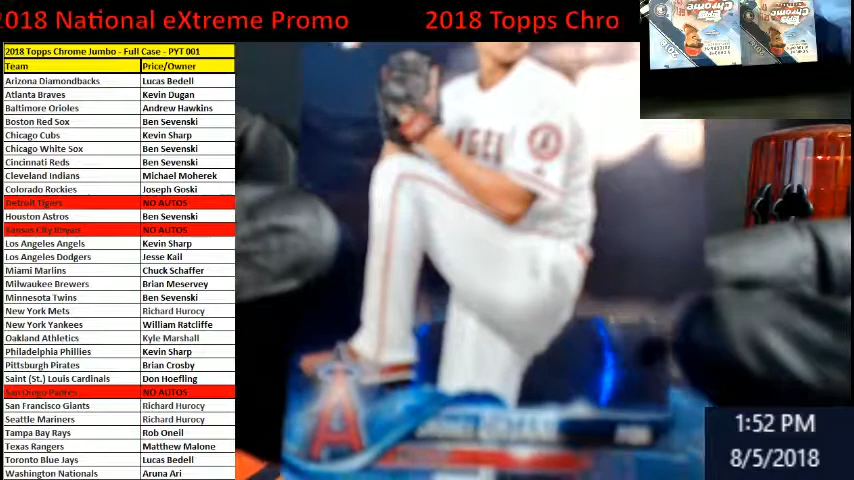 2018 National eXtreme Promo 2018 Topps Chro
2018 Topps Chrome Jumbo - Full Case - PYT 001
Team Price/Owner
Arizona Diamondbacks Lucas Bedell
Atlanta Braves Kevin Dugan
Baltimore Orioles Andrew Hawkins
Boston Red Sox Ben Sevenski
Chicago Cubs Kevin Sharp
Chicago White Sox Ben Sevenski
Cincinnati Reds Ben Sevenski
Cleveland Indians Michael Moherek
Colorado Rockies Joseph Goski
Detroit Tigers NO AUTOS
Houston Astros Ben Sevenski
Kansas City Royals NO AUTOS
Los Angeles Angels Kevin Sharp
Los Angeles Dodgers Jesse Kail
Miami Marlins Chuck Schaffer
Milwaukee Brewers Brian Meservey
Minnesota Twins Ben Sevenski
New York Mets Richard Hurocy
New York Yankees William Ratcliffe
Oakland Athletics Kyle Marshall
Philadelphia Phillies Kevin Sharp
Pittsburgh Pirates Brian Crosby
Saint (St.) Louis Cardinals Don Hoefling
San Diego Padres NO AUTOS
San Francisco Giants Richard Hurocy
Seattle Mariners Richard Hurocy
Tampa Bay Rays Rob Oneil
Texas Rangers Matthew Malone
Toronto Blue Jays Lucas Bedell
Washington Nationals Aruna Ari
1:52 PM
8/5/2018